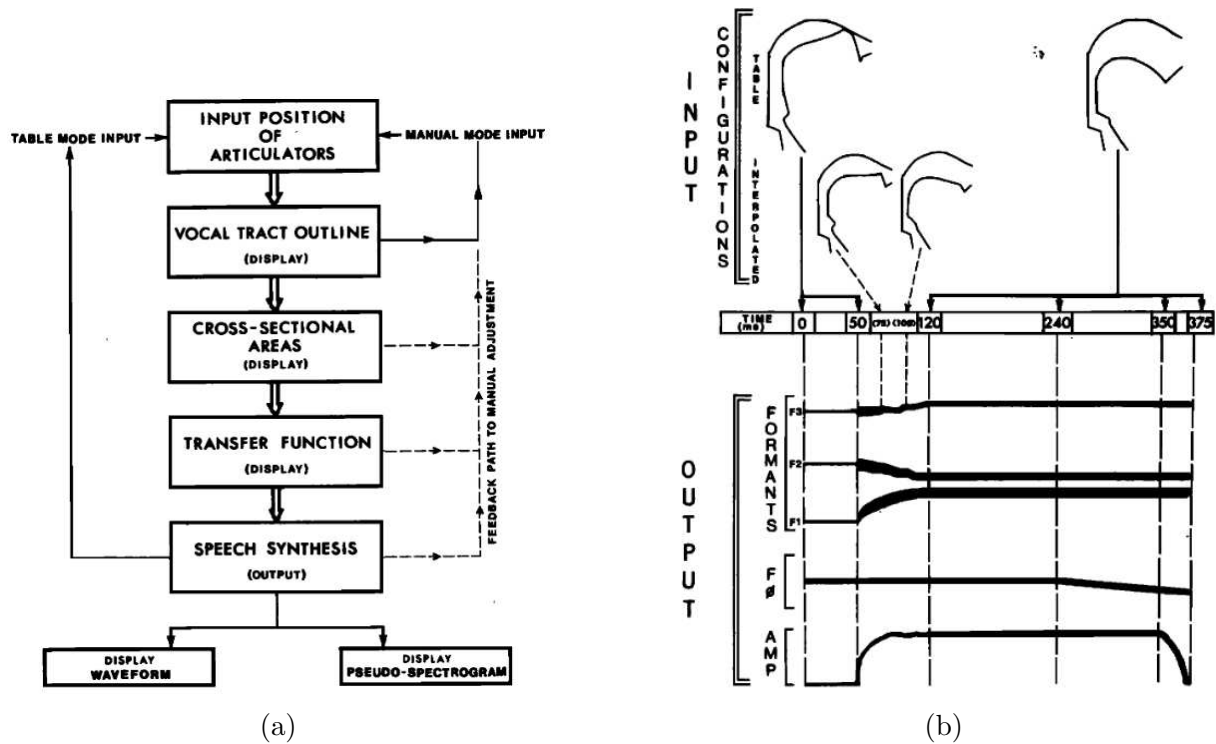 INPUT POSITION
OF
ARTICULATORS
TABLE MODE INPUT
MANUAL MODE INPUT
VOCAL TRACT OUTLINE
(DISPLAY)
CROSS-SECTIONAL
AREAS
(DISPLAY)
TRANSFER FUNCTION
(DISPLAY)
SPEECH SYNTHESIS
(OUTPUT)
FEEDBACK PATH TO MANUAL ADJUSTMENT
DISPLAY
WAVEFORM
DISPLAY
PSEUDO-SPECTROGRAM
(a)
INPUT
CONFIGURATIONS
TABLE
INTERPOLATED
TIME (ms) 0 50 (75) (100) 120 240 350 375
OUTPUT
FORMANTS
F3
F2
F1
FØ
AMP
(b)